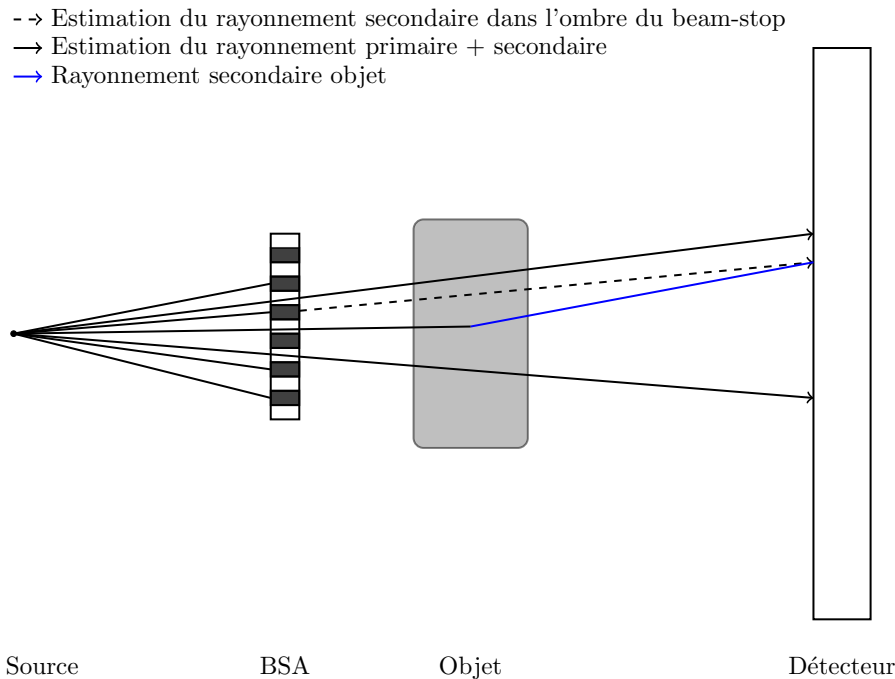 Estimation du rayonnement secondaire dans l'ombre du beam-stop
Estimation du rayonnement primaire + secondaire
Rayonnement secondaire objet
Source BSA Objet Détecteur